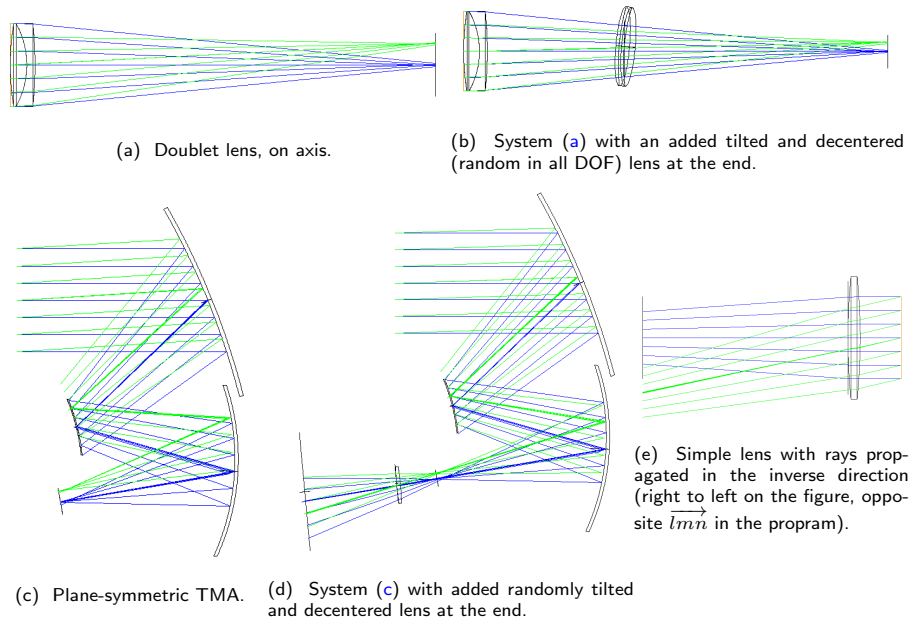 (a) Doublet lens, on axis.
(b) System (a) with an added tilted and decentered
(random in all DOF) lens at the end.
(c) Plane-symmetric TMA.
(d) System (c) with added randomly tilted
and decentered lens at the end.
(e) Simple lens with rays prop-
agated in the inverse direction
(right to left on the figure, oppo-
site $\overrightarrow{lmn}$ in the propram).